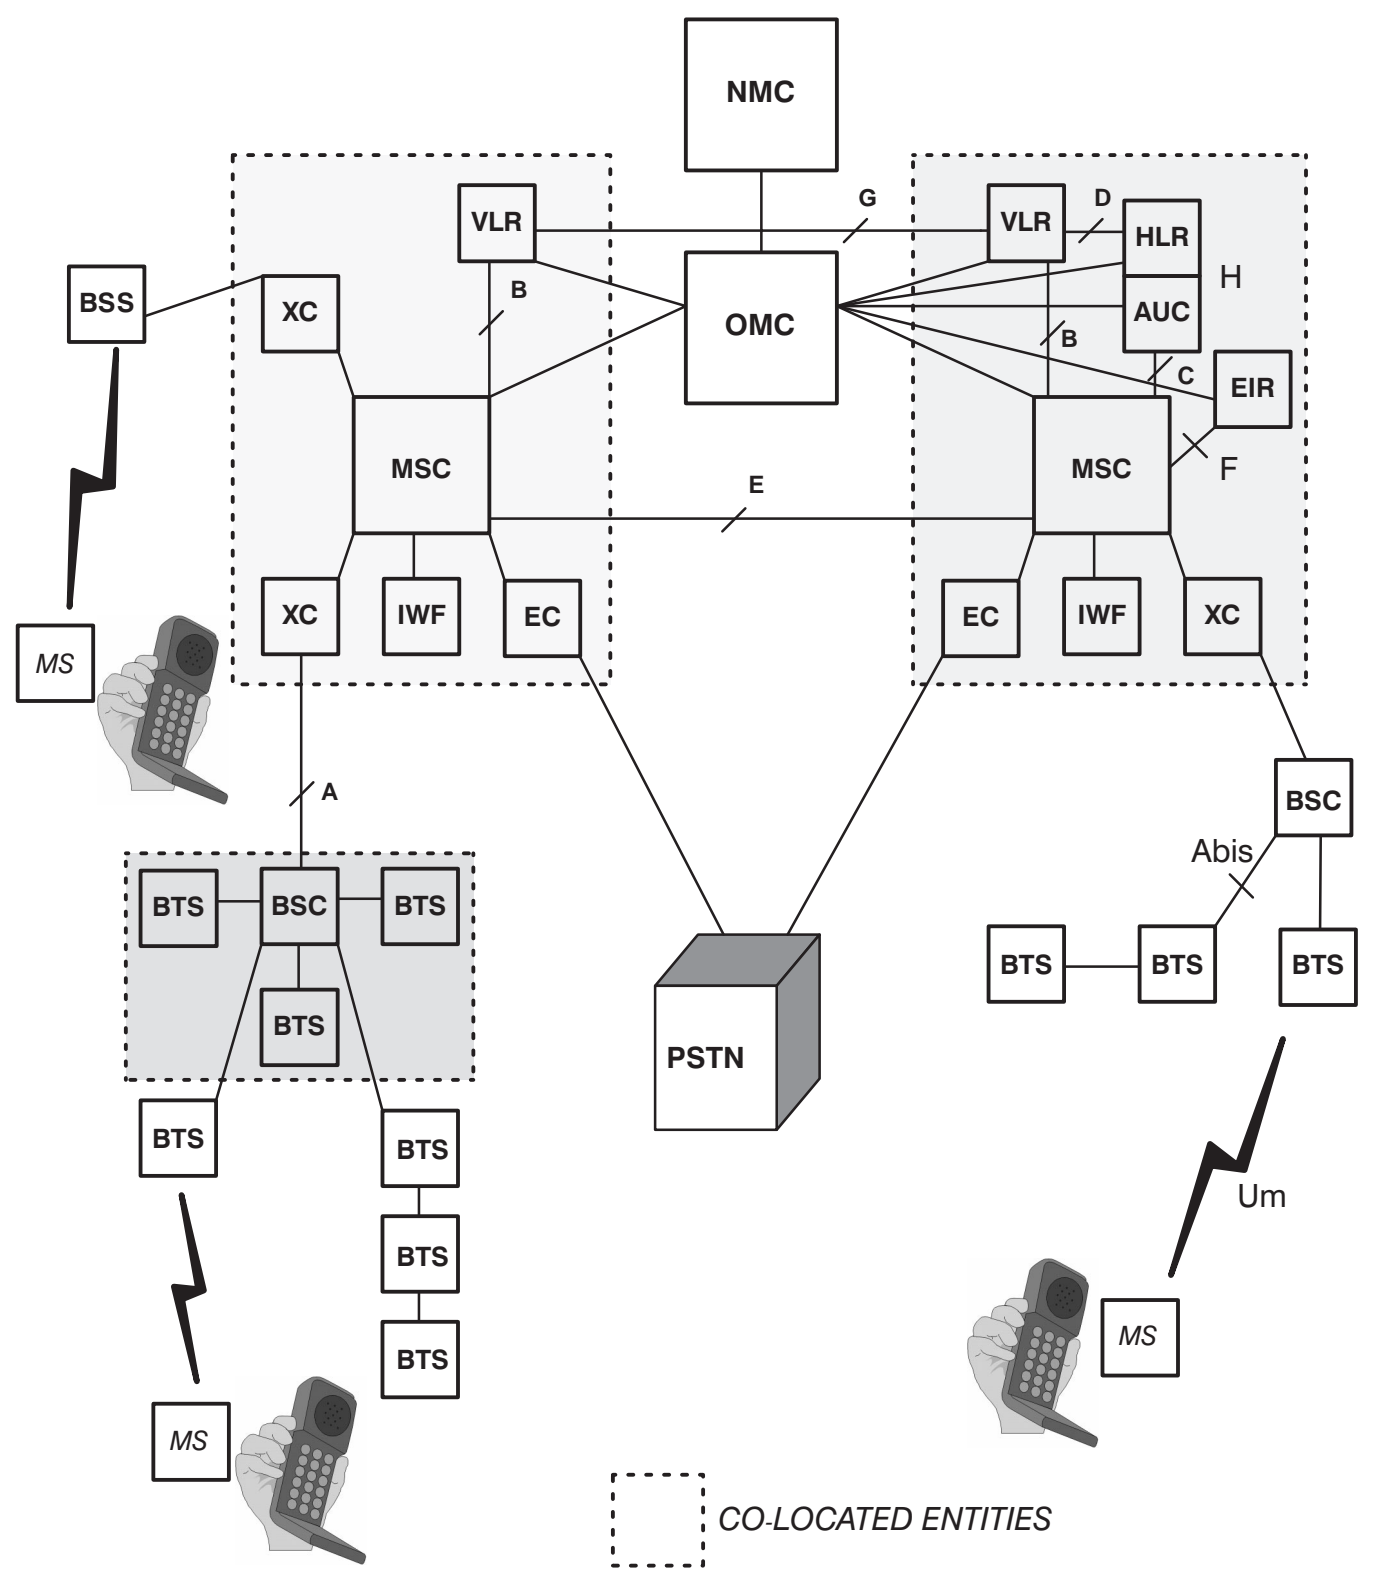 NMC
VLR
G
VLR
D
HLR
H
BSS
XC
B
OMC
B
AUC
C
EIR
MSC
MSC
F
E
XC
IWF
EC
EC
IWF
XC
MS
A
BSC
Abis
BTS
BSC
BTS
BTS
BTS
BTS
BTS
PSTN
BTS
BTS
Um
BTS
MS
BTS
MS
CO-LOCATED ENTITIES